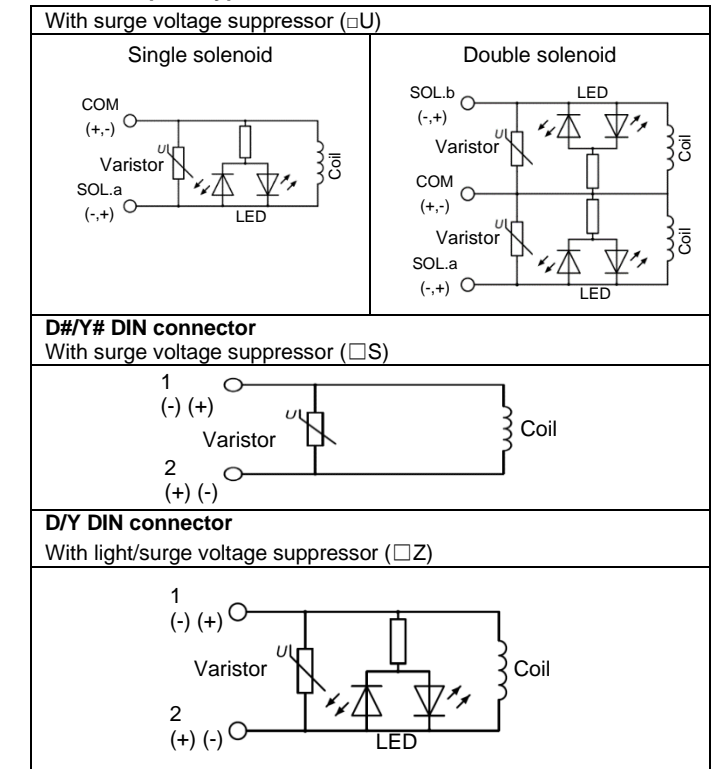 With surge voltage suppressor (□U)
Single solenoid
COM
(+,-)
U
Varistor
SOL.a
(-,+)
LED
Coil
Double solenoid
SOL.b
(-,+)
LED
U
Varistor
Coil
COM
(+,-)
U
Varistor
Coil
SOL.a
(-,+)
LED
D#/Y# DIN connector
With surge voltage suppressor (□S)
1
(-) (+)
U
Varistor
Coil
2
(+) (-)
D/Y DIN connector
With light/surge voltage suppressor (□Z)
1
(-) (+)
U
Varistor
Coil
2
(+) (-)
LED